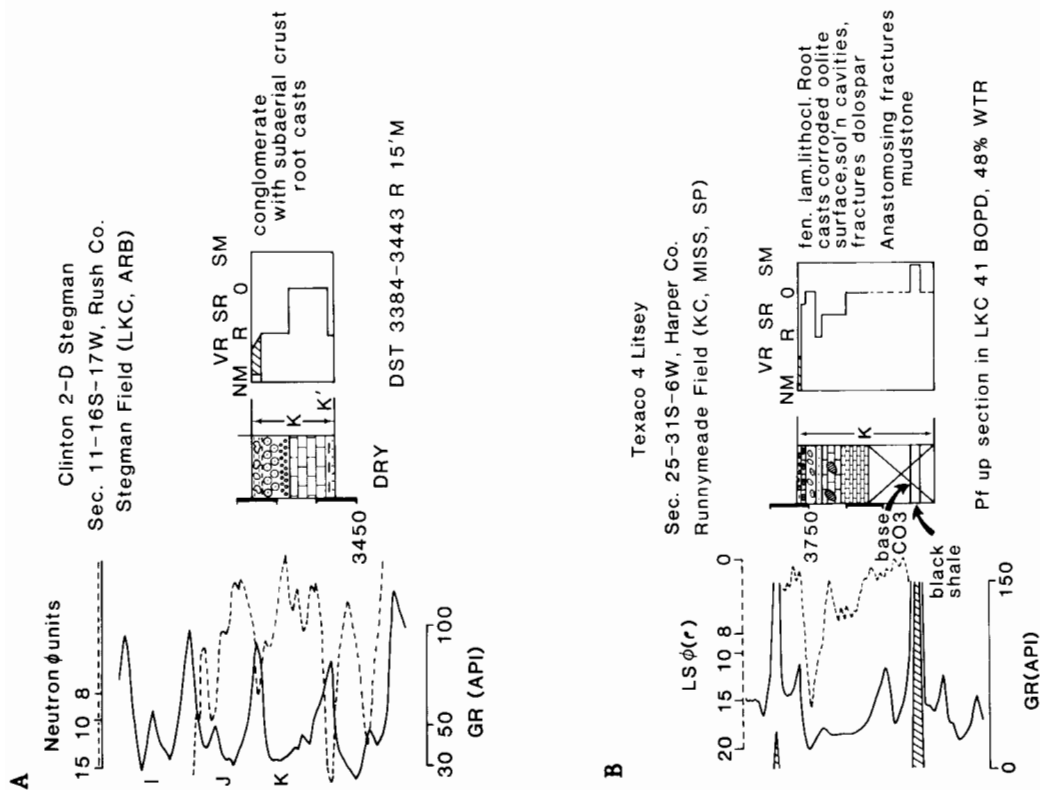 A
Clinton 2-D Stegman
Sec. 11-16S-17W, Rush Co.
Stegman Field (LKC, ARB)
Neutron ϕ units
15 10 8
I
J
K
30 50 100
GR (API)
3450
DRY
K
K'
NM VR R SR O SM
conglomerate
with subaerial crust
root casts
DST 3384-3443 R 15'M
B
Texaco 4 Litsey
Sec. 25-31S-6W, Harper Co.
Runnymeade Field (KC, MISS, SP)
LS ϕ(r)
20 15 10 8 0
0 150
GR(API)
3750
base
CO3
black
shale
K
NM VR R SR O SM
fen. lam.lithocl. Root
casts corroded oolite
surface,sol'n cavities,
fractures dolospar
Anastomosing fractures
mudstone
Pf up section in LKC 41 BOPD, 48% WTR